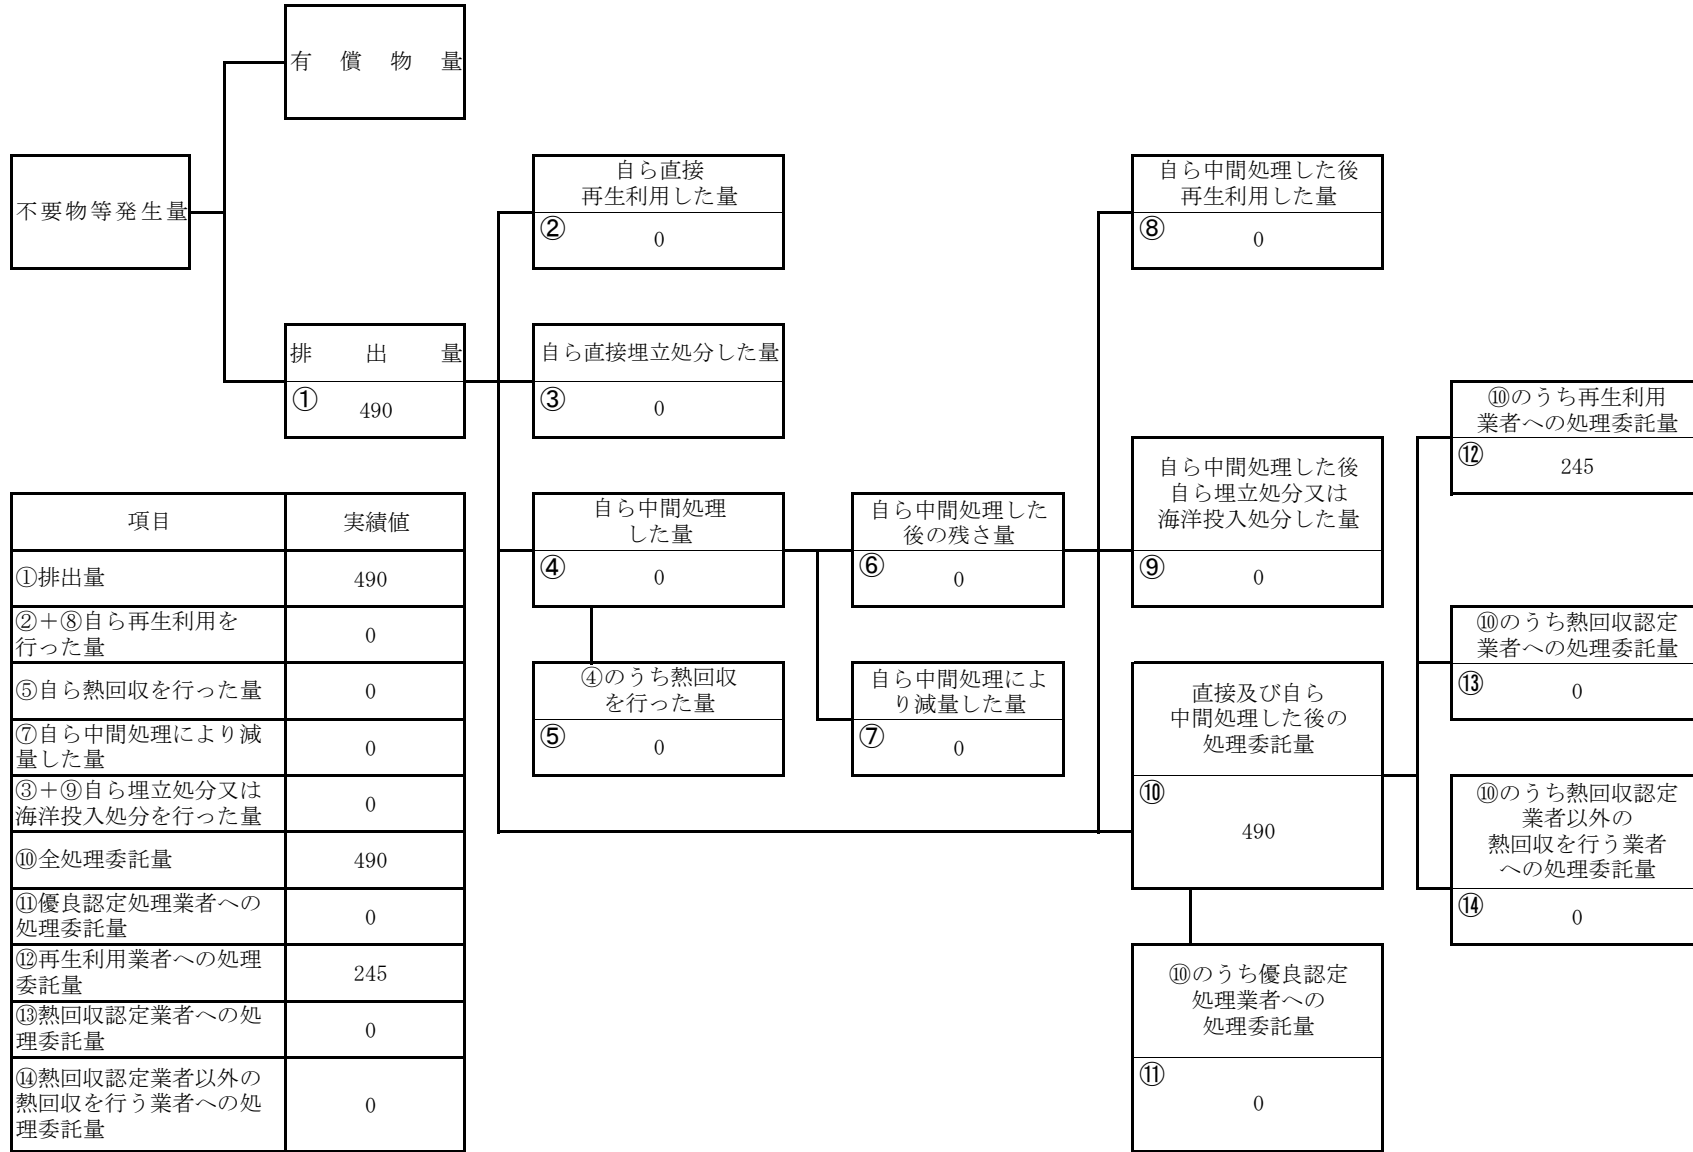 有償物量
不要物等発生量
排出量
① 490
自ら直接
再生利用した量
② 0
自ら直接埋立処分した量
③ 0
自ら中間処理
した量
④ 0
④のうち熱回収
を行った量
⑤ 0
自ら中間処理した
後の残さ量
⑥ 0
自ら中間処理によ
り減量した量
⑦ 0
自ら中間処理した後
再生利用した量
⑧ 0
自ら中間処理した後
自ら埋立処分又は
海洋投入処分した量
⑨ 0
直接及び自ら
中間処理した後の
処理委託量
⑩ 490
⑩のうち優良認定
処理業者への
処理委託量
⑪ 0
⑩のうち再生利用
業者への処理委託量
⑫ 245
⑩のうち熱回収認定
業者への処理委託量
⑬ 0
⑩のうち熱回収認定
業者以外の
熱回収を行う業者
への処理委託量
⑭ 0
項目 実績値
①排出量 490
②＋⑧自ら再生利用を
行った量 0
⑤自ら熱回収を行った量 0
⑦自ら中間処理により減
量した量 0
③＋⑨自ら埋立処分又は
海洋投入処分を行った量 0
⑩全処理委託量 490
⑪優良認定処理業者への
処理委託量 0
⑫再生利用業者への処理
委託量 245
⑬熱回収認定業者への処
理委託量 0
⑭熱回収認定業者以外の
熱回収を行う業者への処
理委託量 0